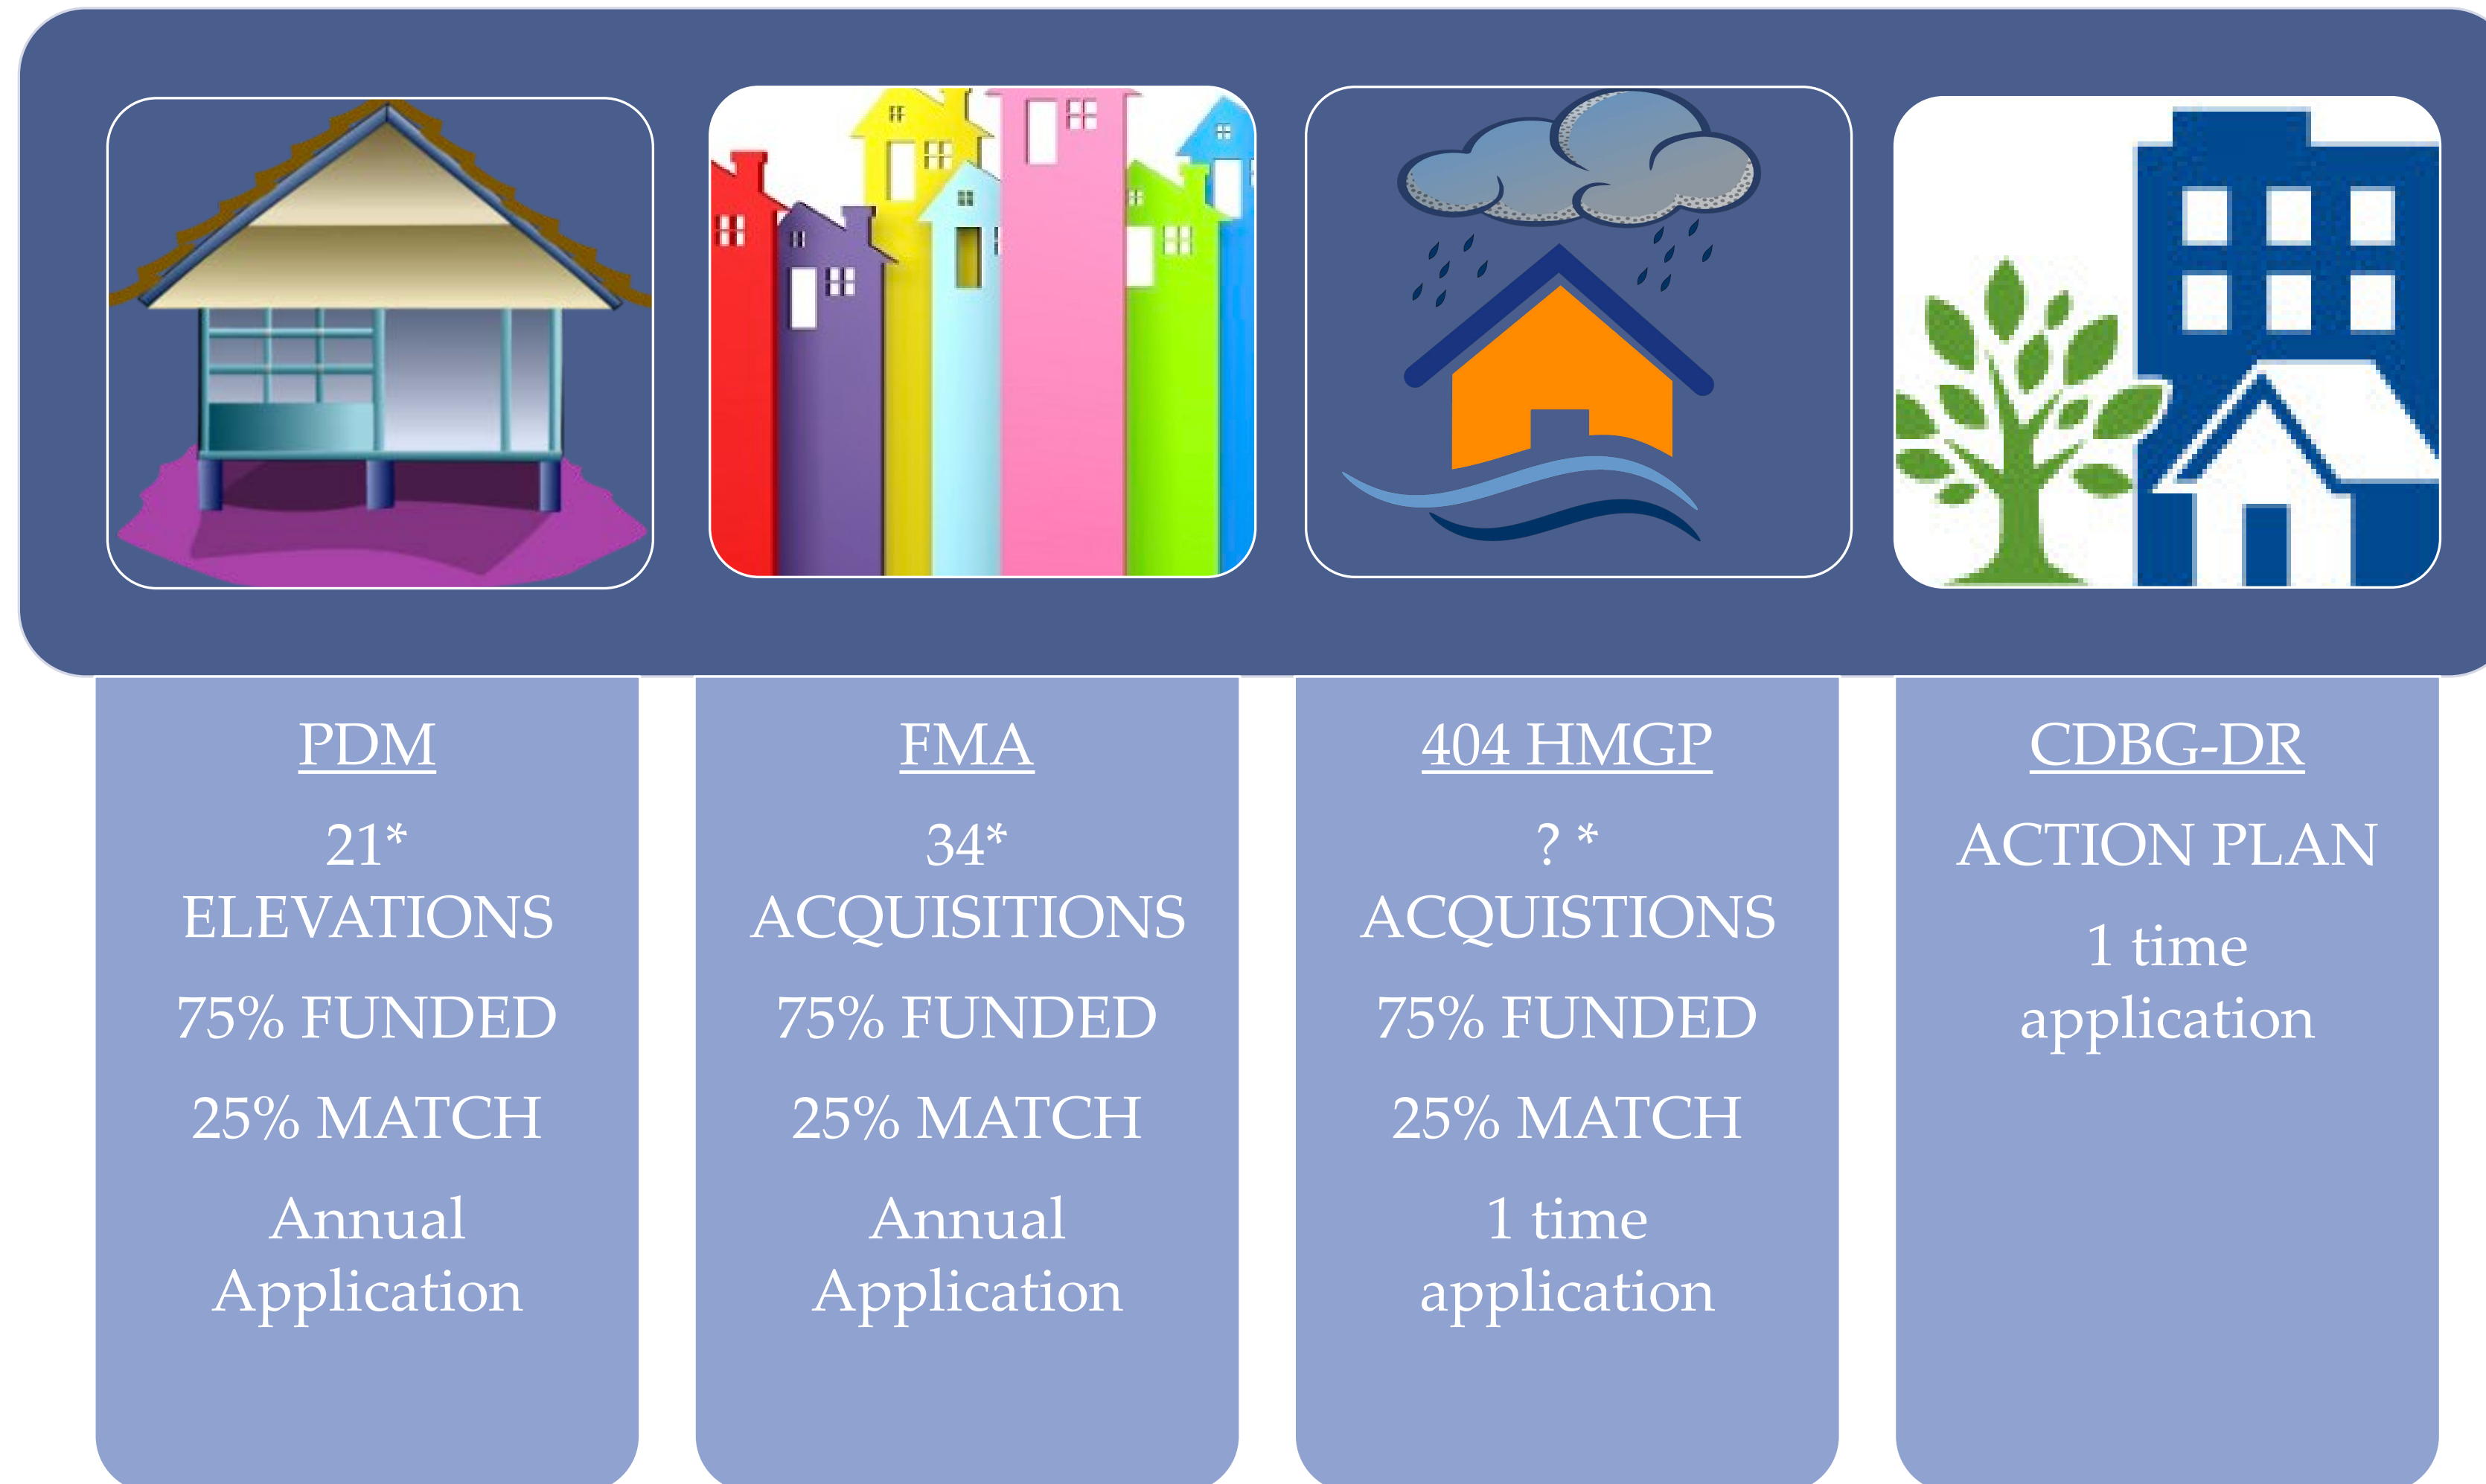 PDM
21*
ELEVATIONS
75% FUNDED
25% MATCH
Annual
Application
FMA
34*
ACQUISITIONS
75% FUNDED
25% MATCH
Annual
Application
404 HMGP
? *
ACQUISTIONS
75% FUNDED
25% MATCH
1 time
application
CDBG-DR
ACTION PLAN
1 time
application